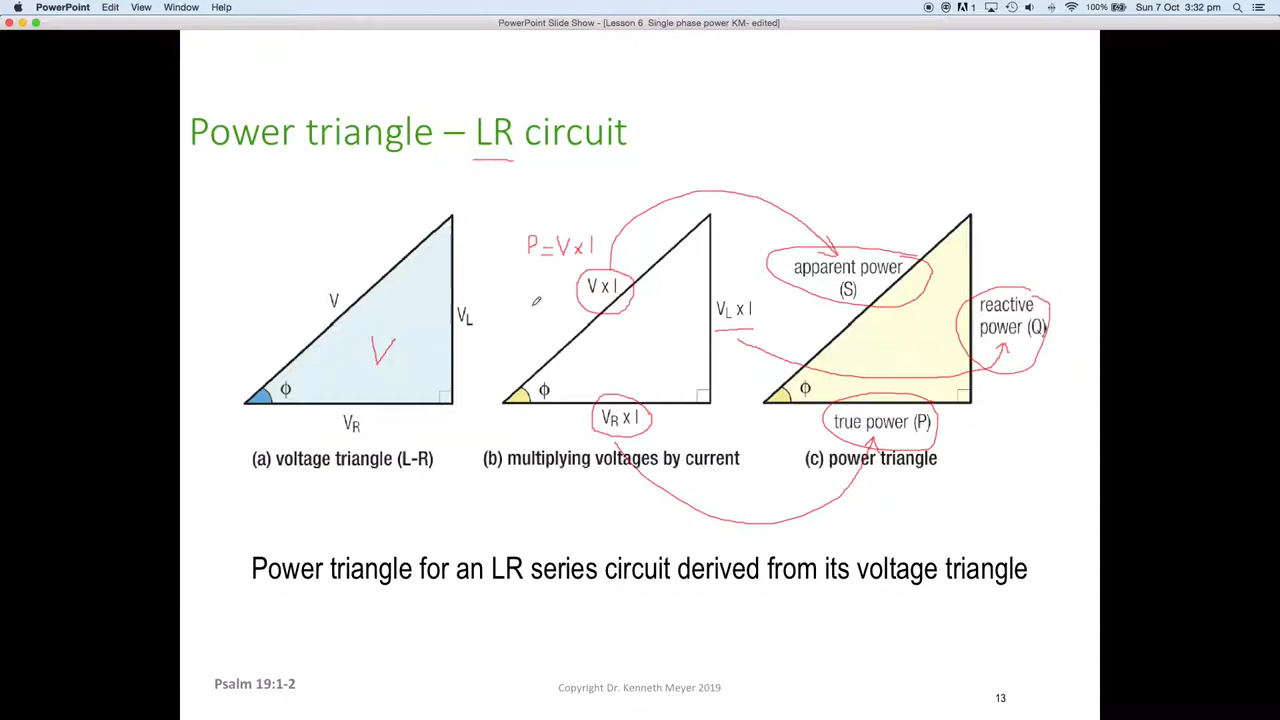 PowerPoint Edit View Window Help
1 100% Sun 7 Oct 3:32 pm
PowerPoint Slide Show - [Lesson 6 Single phase power KM- edited]
Power triangle – LR circuit
V
VL
V
ϕ
VR
(a) voltage triangle (L-R)
P=V×I
V x I
VL x I
ϕ
VR x I
(b) multiplying voltages by current
apparent power
(S)
reactive
power (Q)
ϕ
true power (P)
(c) power triangle
Power triangle for an LR series circuit derived from its voltage triangle
Psalm 19:1-2
Copyright Dr. Kenneth Meyer 2019
13